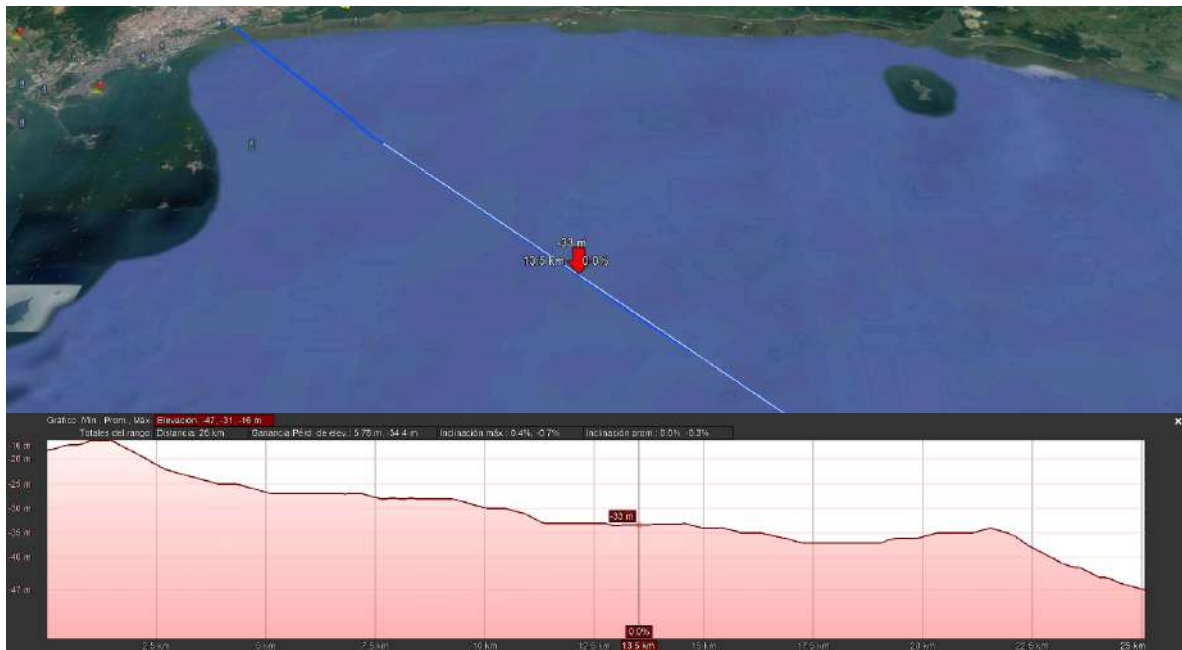 -33 m
13.5 km 0.0%
Gráfico: Mín., Prom., Máx. Elevación: -47, -31, -16 m
Totales del rango: Distancia: 25 km Ganancia/Pérd. de elev.: 5.78 m, -34.4 m Inclinación máx.: 0.4%, -0.7% Inclinación prom.: 0.0%, -0.3%
-16 m
-20 m
-25 m
-30 m
-33 m
-35 m
-40 m
-47 m
0.0%
2.5 km 5 km 7.5 km 10 km 12.5 km 13.5 km 15 km 17.5 km 20 km 22.5 km 25 km